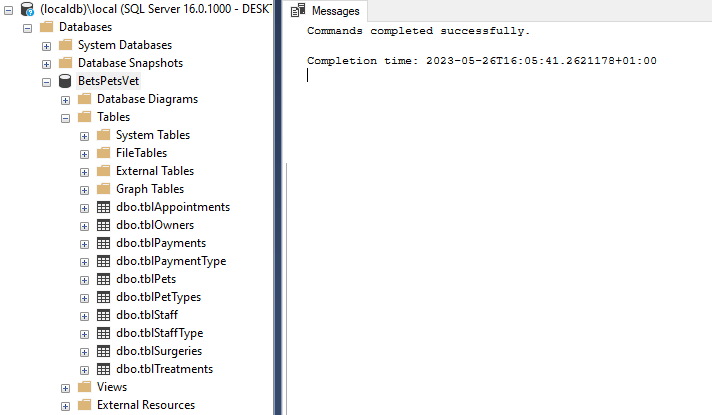 (localdb)\local (SQL Server 16.0.1000 - DESKT
Databases
System Databases
Database Snapshots
BetsPetsVet
Database Diagrams
Tables
System Tables
FileTables
External Tables
Graph Tables
dbo.tblAppointments
dbo.tblOwners
dbo.tblPayments
dbo.tblPaymentType
dbo.tblPets
dbo.tblPetTypes
dbo.tblStaff
dbo.tblStaffType
dbo.tblSurgeries
dbo.tblTreatments
Views
External Resources
Messages
Commands completed successfully.
Completion time: 2023-05-26T16:05:41.2621178+01:00